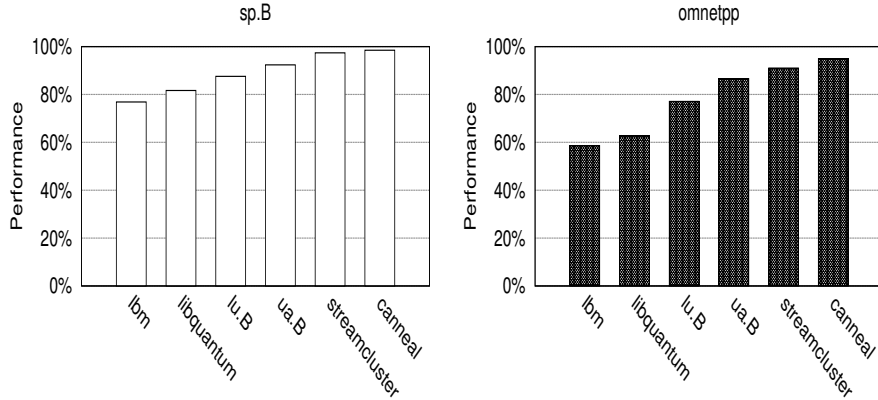 sp.B
Performance
100%
80%
60%
40%
20%
0%
lbm
libquantum
lu.B
ua.B
streamcluster
canneal
omnetpp
Performance
100%
80%
60%
40%
20%
0%
lbm
libquantum
lu.B
ua.B
streamcluster
canneal